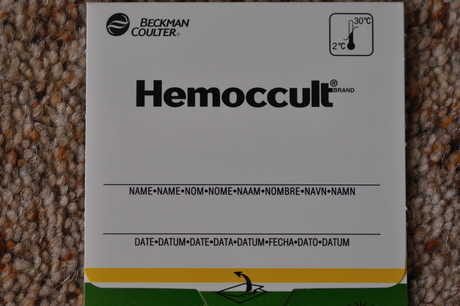 BECKMAN
COULTER®
30°C
2°C
Hemoccult®
BRAND
NAME•NAME•NOM•NOME•NAAM•NOMBRE•NAVN•NAMN
DATE•DATUM•DATE•DATA•DATUM•FECHA•DATO•DATUM